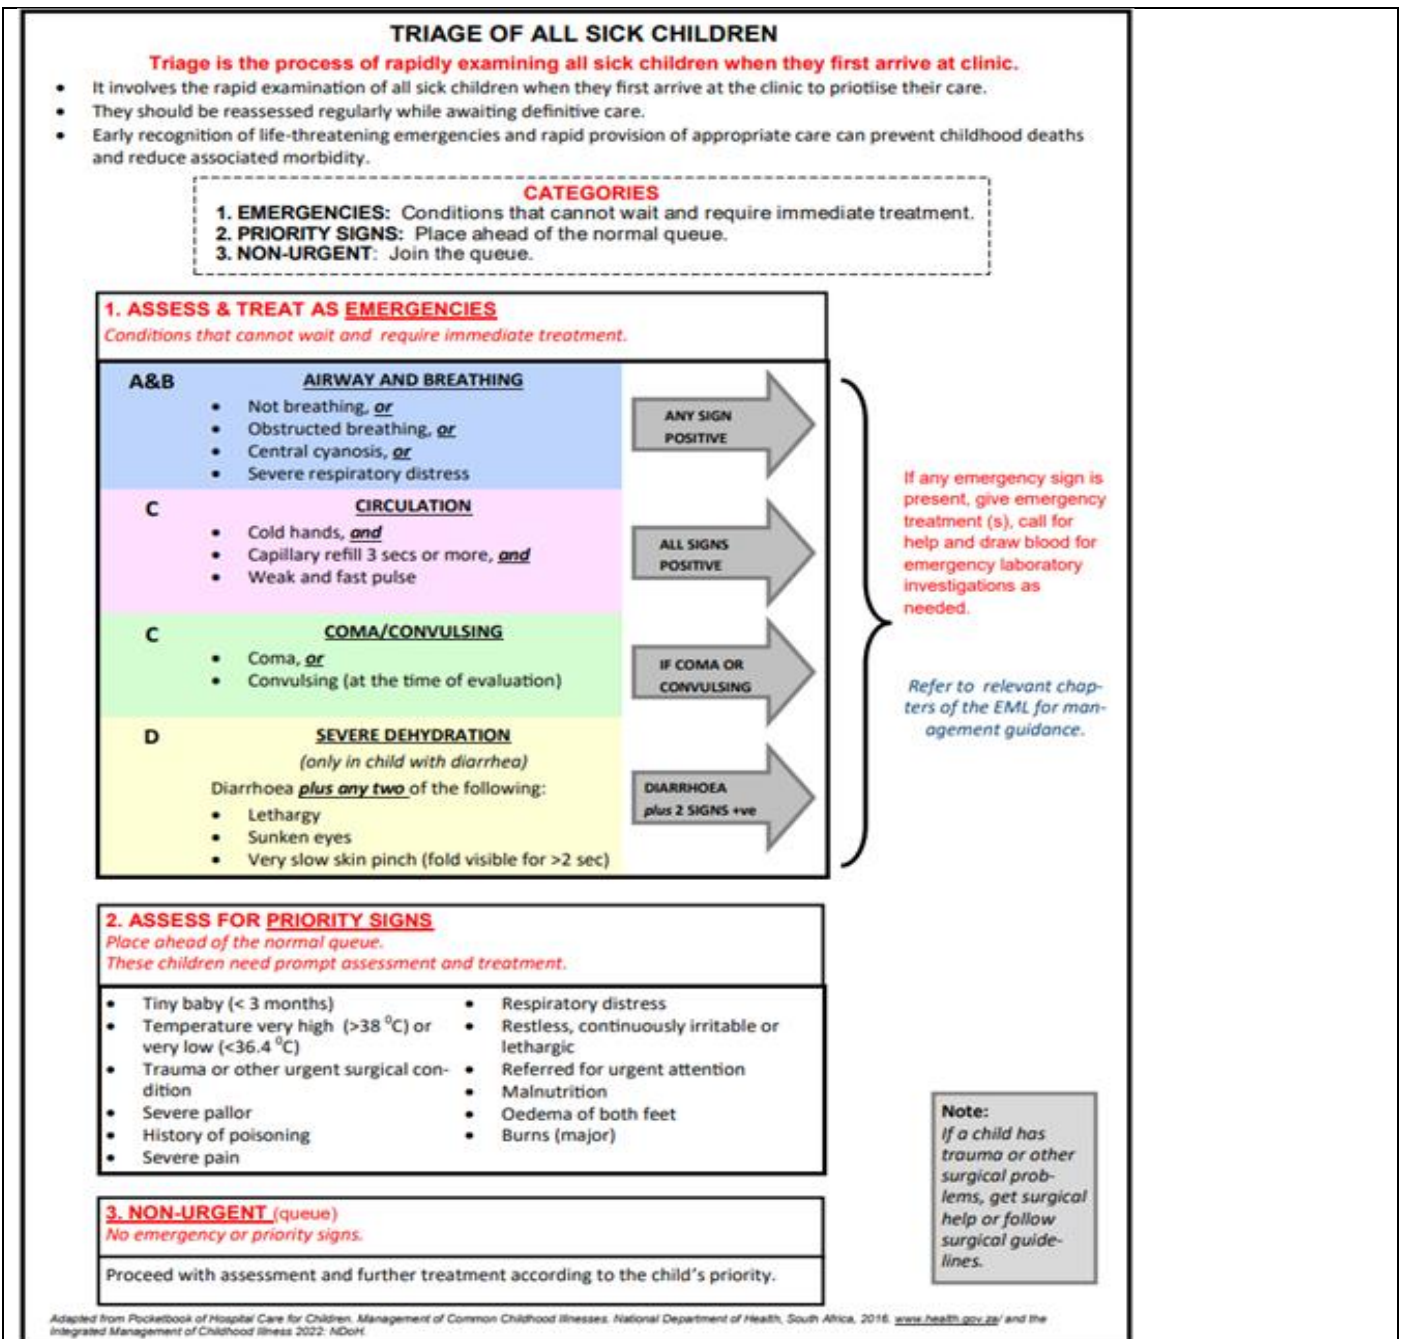 TRIAGE OF ALL SICK CHILDREN
Triage is the process of rapidly examining all sick children when they first arrive at clinic.
• It involves the rapid examination of all sick children when they first arrive at the clinic to priotiise their care.
• They should be reassessed regularly while awaiting definitive care.
• Early recognition of life-threatening emergencies and rapid provision of appropriate care can prevent childhood deaths
and reduce associated morbidity.
CATEGORIES
1. EMERGENCIES: Conditions that cannot wait and require immediate treatment.
2. PRIORITY SIGNS: Place ahead of the normal queue.
3. NON-URGENT: Join the queue.
1. ASSESS & TREAT AS EMERGENCIES
Conditions that cannot wait and require immediate treatment.
A&B AIRWAY AND BREATHING
• Not breathing, or
• Obstructed breathing, or
• Central cyanosis, or
• Severe respiratory distress
ANY SIGN
POSITIVE
C CIRCULATION
• Cold hands, and
• Capillary refill 3 secs or more, and
• Weak and fast pulse
ALL SIGNS
POSITIVE
C COMA/CONVULSING
• Coma, or
• Convulsing (at the time of evaluation)
IF COMA OR
CONVULSING
D SEVERE DEHYDRATION
(only in child with diarrhea)
Diarrhoea plus any two of the following:
• Lethargy
• Sunken eyes
• Very slow skin pinch (fold visible for >2 sec)
DIARRHOEA
plus 2 SIGNS +ve
If any emergency sign is
present, give emergency
treatment (s), call for
help and draw blood for
emergency laboratory
investigations as
needed.
Refer to relevant chap-
ters of the EML for man-
agement guidance.
2. ASSESS FOR PRIORITY SIGNS
Place ahead of the normal queue.
These children need prompt assessment and treatment.
• Tiny baby (< 3 months)
• Temperature very high (>38 ⁰C) or
very low (<36.4 ⁰C)
• Trauma or other urgent surgical con-
dition
• Severe pallor
• History of poisoning
• Severe pain
• Respiratory distress
• Restless, continuously irritable or
lethargic
• Referred for urgent attention
• Malnutrition
• Oedema of both feet
• Burns (major)
Note:
If a child has
trauma or other
surgical prob-
lems, get surgical
help or follow
surgical guide-
lines.
3. NON-URGENT (queue)
No emergency or priority signs.
Proceed with assessment and further treatment according to the child's priority.
Adapted from Pocketbook of Hospital Care for Children. Management of Common Childhood Illnesses. National Department of Health, South Africa, 2016. www.health.gov.za/ and the
Integrated Management of Childhood Illness 2022: NDoH